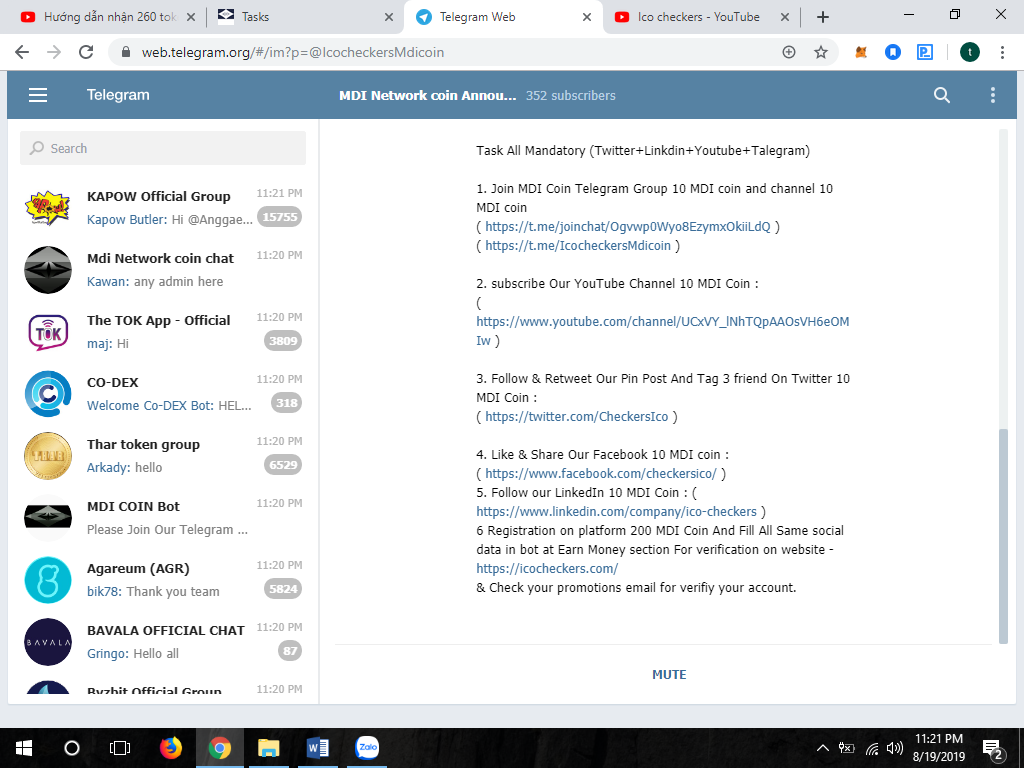 Hướng dẫn nhận 260 tok
Tasks
Telegram Web
Ico checkers - YouTube
web.telegram.org/#/im?p=@IcocheckersMdicoin
t
Telegram
MDI Network coin Annou... 352 subscribers
Search
KAPOW Official Group 11:21 PM
Kapow Butler: Hi @Anggae... 15755
Mdi Network coin chat 11:20 PM
Kawan: any admin here
TOK
The TOK App - Official 11:20 PM
maj: Hi 3809
CO-DEX 11:20 PM
Welcome Co-DEX Bot: HEL... 318
THAR
Thar token group 11:20 PM
Arkady: hello 6529
MDI COIN Bot 11:20 PM
Please Join Our Telegram ...
Agareum (AGR) 11:20 PM
bik78: Thank you team 5824
BAVALA
BAVALA OFFICIAL CHAT 11:20 PM
Gringo: Hello all 87
Byzbit Official Group 11:20 PM
Task All Mandatory (Twitter+Linkdin+Youtube+Talegram)
1. Join MDI Coin Telegram Group 10 MDI coin and channel 10
MDI coin
( https://t.me/joinchat/Ogvwp0Wyo8EzymxOkiiLdQ )
( https://t.me/IcocheckersMdicoin )
2. subscribe Our YouTube Channel 10 MDI Coin :
(
https://www.youtube.com/channel/UCxVY_lNhTQpAAOsVH6eOM
Iw )
3. Follow & Retweet Our Pin Post And Tag 3 friend On Twitter 10
MDI Coin :
( https://twitter.com/CheckersIco )
4. Like & Share Our Facebook 10 MDI coin :
( https://www.facebook.com/checkersico/ )
5. Follow our LinkedIn 10 MDI Coin : (
https://www.linkedin.com/company/ico-checkers )
6 Registration on platform 200 MDI Coin And Fill All Same social
data in bot at Earn Money section For verification on website -
https://icocheckers.com/
& Check your promotions email for verifiy your account.
MUTE
Zalo
11:21 PM
8/19/2019
2